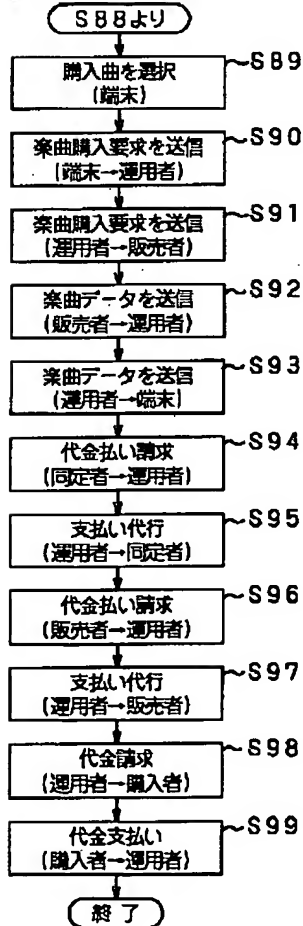 S88より
購入曲を選択
(端末)
S89
楽曲購入要求を送信
(端末→運用者)
S90
楽曲購入要求を送信
(運用者→販売者)
S91
楽曲データを送信
(販売者→運用者)
S92
楽曲データを送信
(運用者→端末)
S93
代金払い請求
(同定者→運用者)
S94
支払い代行
(運用者→同定者)
S95
代金払い請求
(販売者→運用者)
S96
支払い代行
(運用者→販売者)
S97
代金請求
(運用者→購入者)
S98
代金支払い
(購入者→運用者)
S99
終了